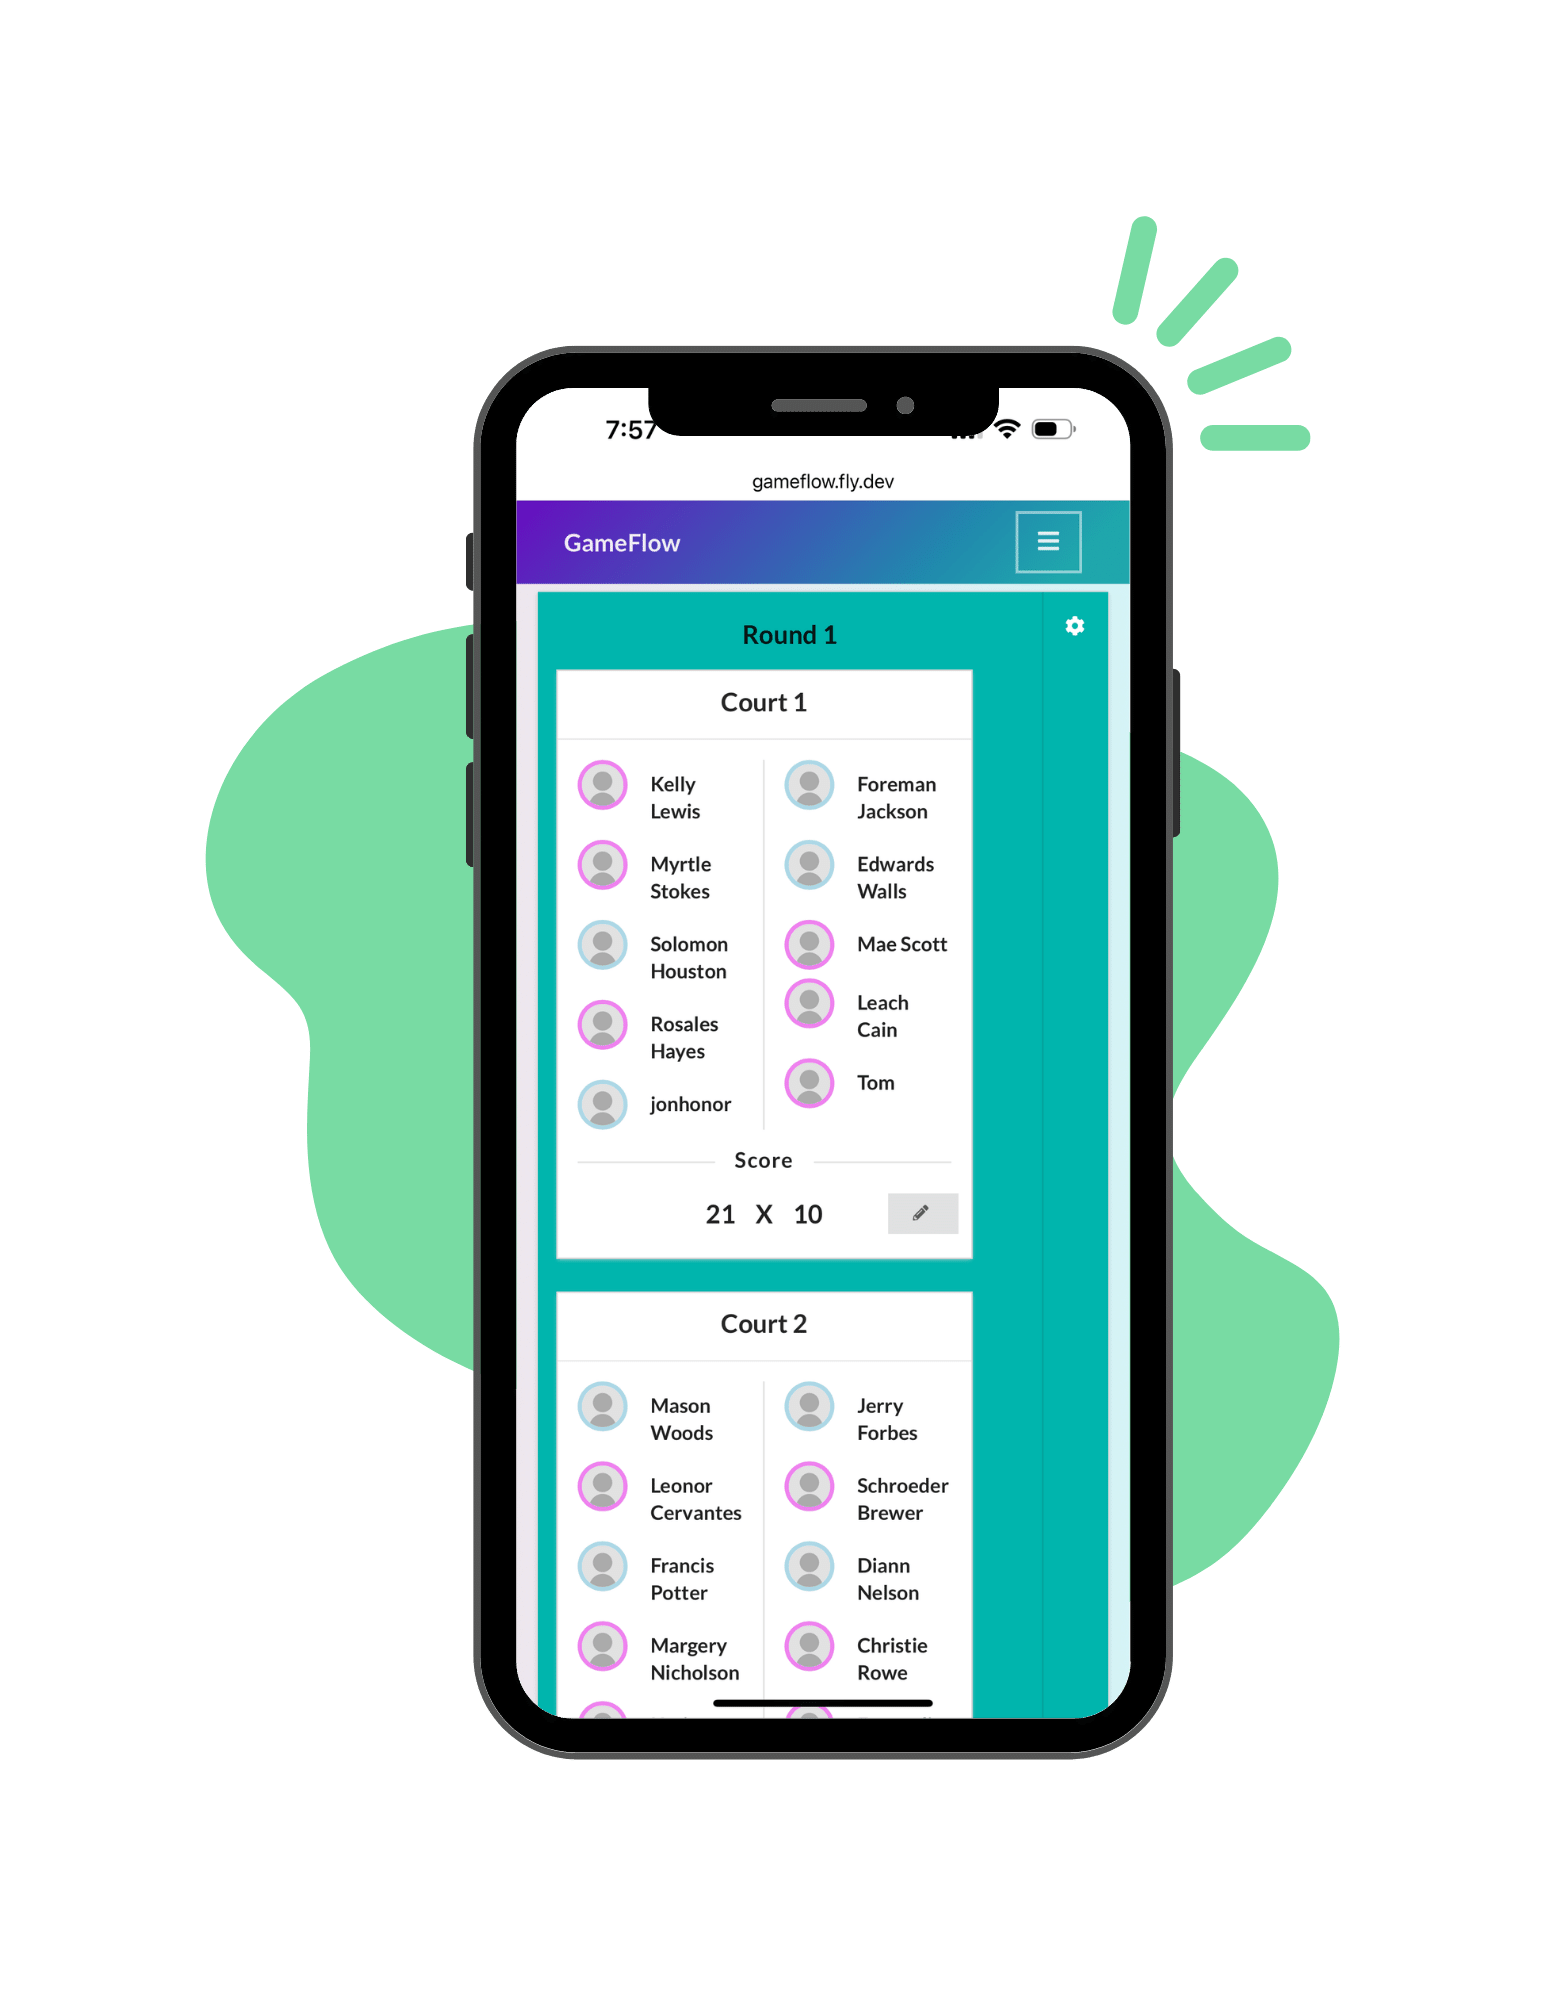 7:57
gameflow.fly.dev
GameFlow
Round 1
Court 1
Kelly
Lewis
Myrtle
Stokes
Solomon
Houston
Rosales
Hayes
jonhonor
Foreman
Jackson
Edwards
Walls
Mae Scott
Leach
Cain
Tom
Score
21 X 10
Court 2
Mason
Woods
Leonor
Cervantes
Francis
Potter
Margery
Nicholson
Jerry
Forbes
Schroeder
Brewer
Diann
Nelson
Christie
Rowe